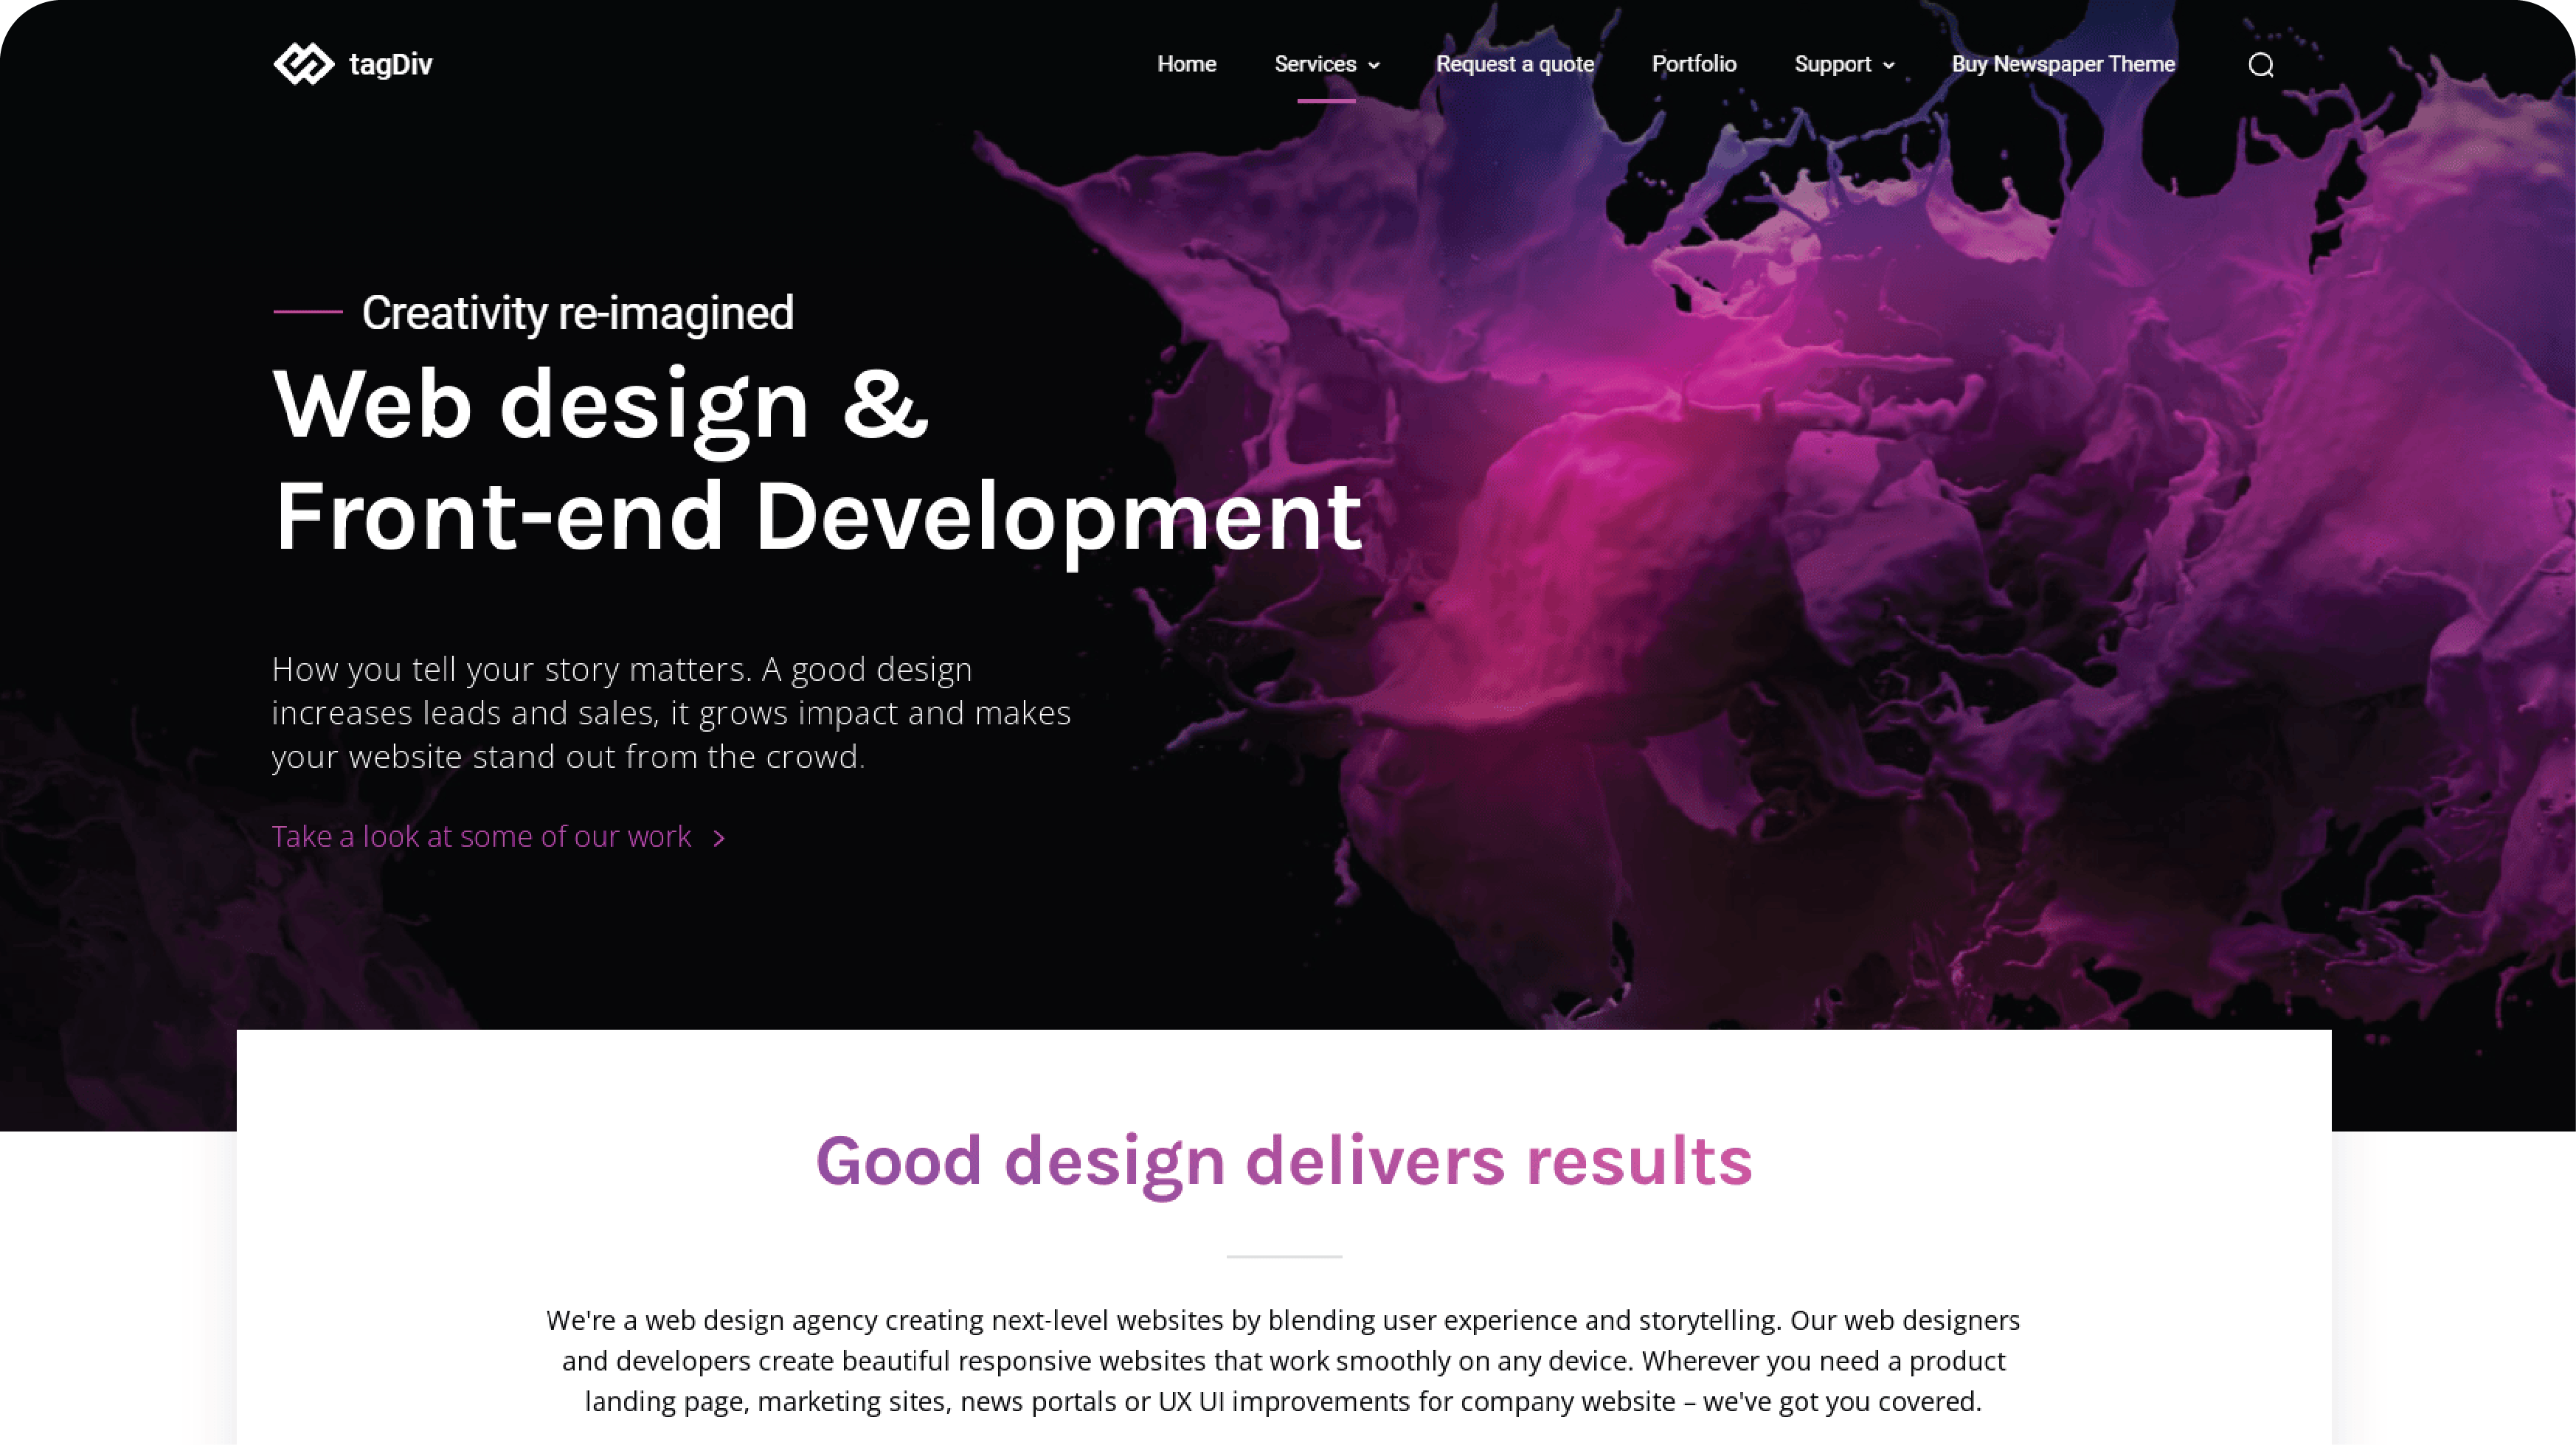 tagDiv
Home
Services
Request a quote
Portfolio
Support
Buy Newspaper Theme
Creativity re-imagined
Web design &
Front-end Development
How you tell your story matters. A good design
increases leads and sales, it grows impact and makes
your website stand out from the crowd.
Take a look at some of our work
Good design delivers results
We're a web design agency creating next-level websites by blending user experience and storytelling. Our web designers
and developers create beautiful responsive websites that work smoothly on any device. Wherever you need a product
landing page, marketing sites, news portals or UX UI improvements for company website – we've got you covered.